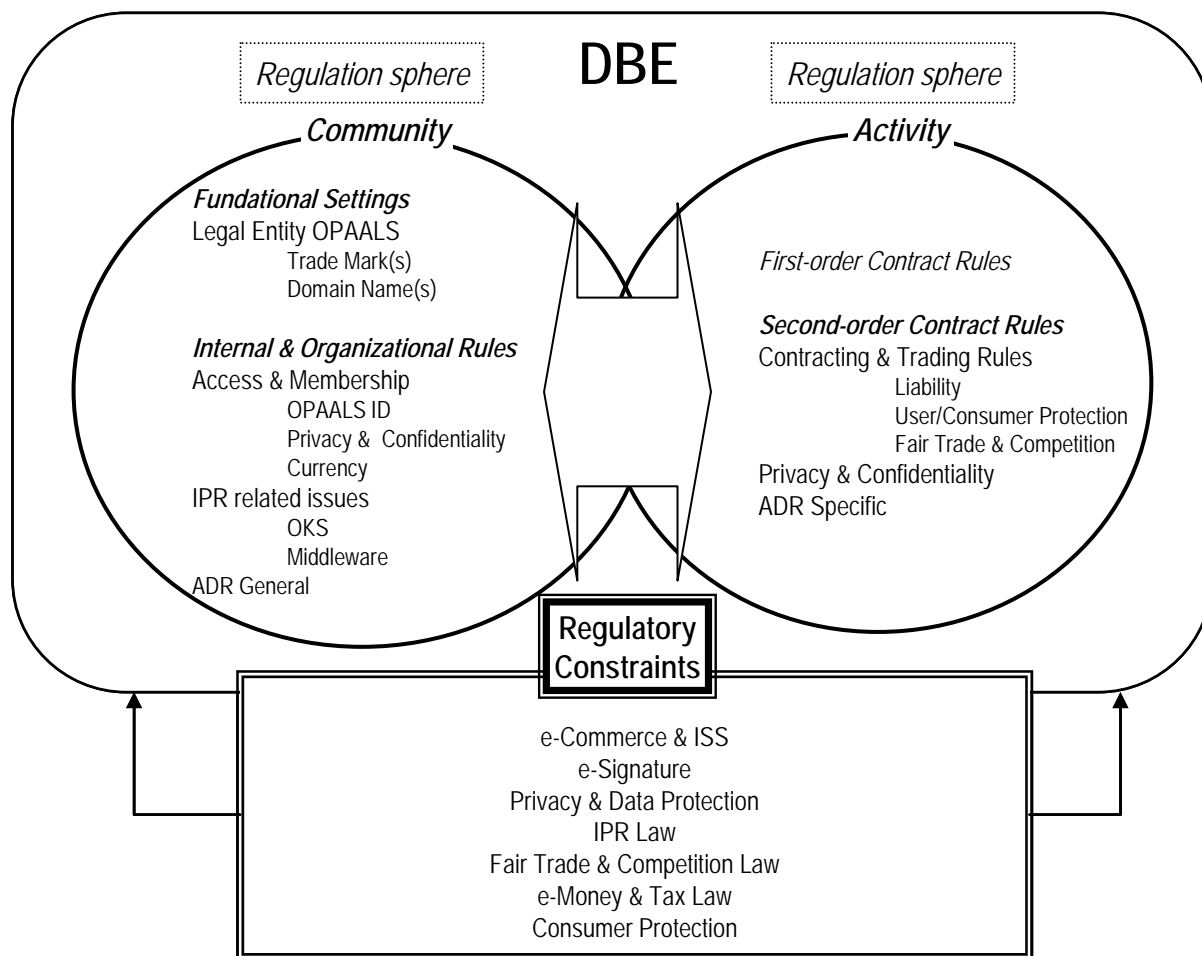 DBE
Regulation sphere
Community
Fundational Settings
Legal Entity OPAALS
Trade Mark(s)
Domain Name(s)
Internal & Organizational Rules
Access & Membership
OPAALS ID
Privacy & Confidentiality
Currency
IPR related issues
OKS
Middleware
ADR General
Regulation sphere
Activity
First-order Contract Rules
Second-order Contract Rules
Contracting & Trading Rules
Liability
User/Consumer Protection
Fair Trade & Competition
Privacy & Confidentiality
ADR Specific
Regulatory
Constraints
e-Commerce & ISS
e-Signature
Privacy & Data Protection
IPR Law
Fair Trade & Competition Law
e-Money & Tax Law
Consumer Protection